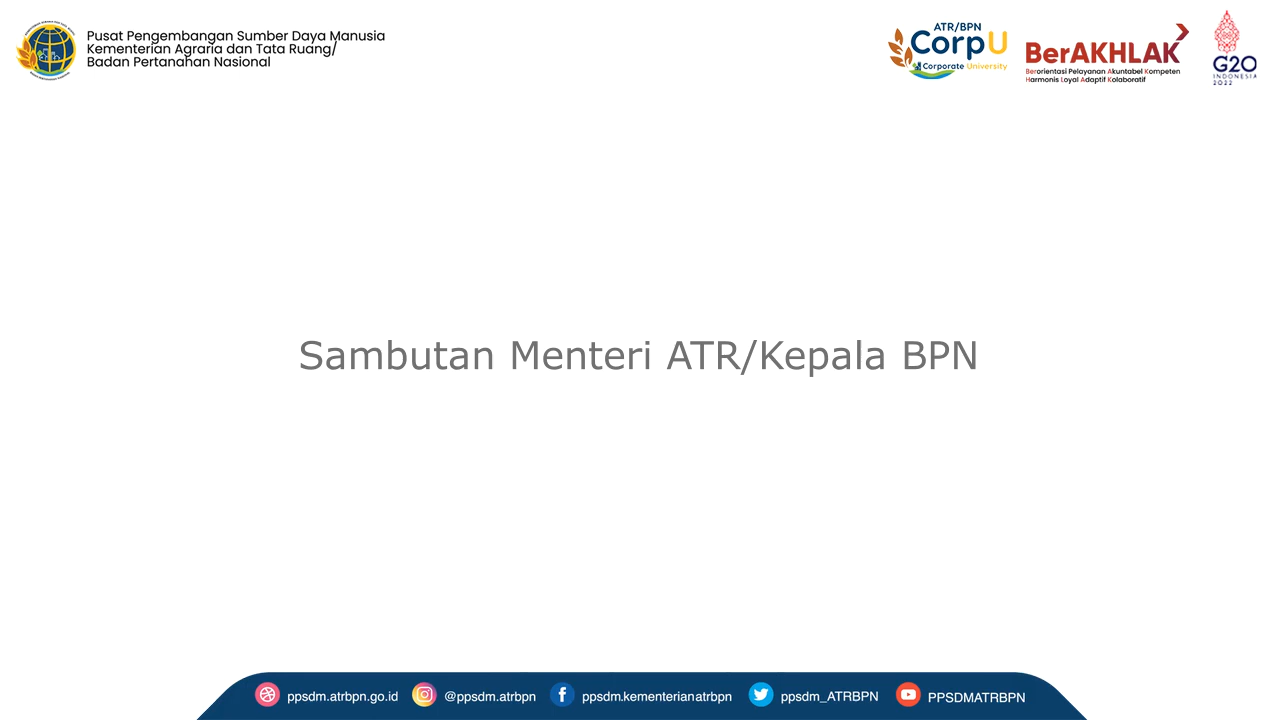 Pusat Pengembangan Sumber Daya Manusia
Kementerian Agraria dan Tata Ruang/
Badan Pertanahan Nasional
ATR/BPN
CorpU
Corporate University
BerAKHLAK
Berorientasi Pelayanan Akuntabel Kompeten
Harmonis Loyal Adaptif Kolaboratif
G20
INDONESIA
2022
Sambutan Menteri ATR/Kepala BPN
ppsdm.atrbpn.go.id
@ppsdm.atrbpn
ppsdm.kementerianatrbpn
ppsdm_ATRBPN
PPSDMATRBPN